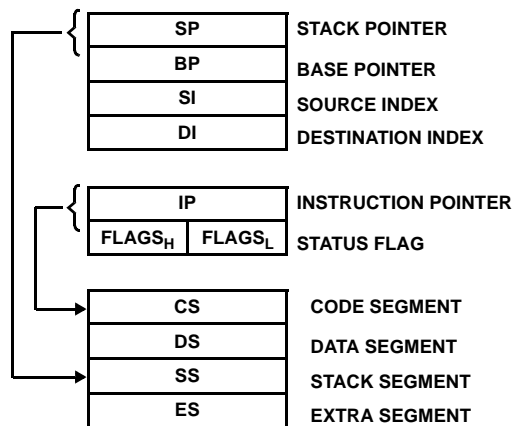 SP STACK POINTER
BP BASE POINTER
SI SOURCE INDEX
DI DESTINATION INDEX
IP INSTRUCTION POINTER
FLAGSH FLAGSL STATUS FLAG
CS CODE SEGMENT
DS DATA SEGMENT
SS STACK SEGMENT
ES EXTRA SEGMENT